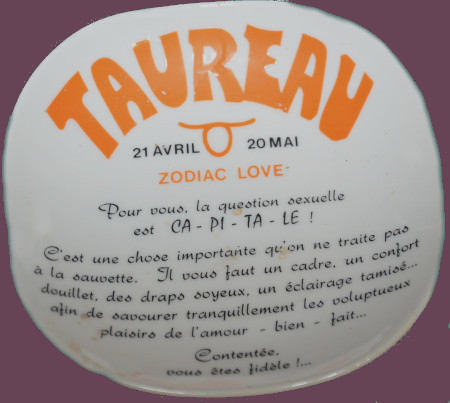 TAUREAU
21 AVRIL 20 MAI
ZODIAC LOVE
Pour vous, la question sexuelle
est CA - PI - TA - LE !
C'est une chose importante qu'on ne traite pas
à la sauvette. Il vous faut un cadre, un confort
douillet, des draps soyeux, un éclairage tamisé...
afin de savourer tranquillement les voluptueux
plaisirs de l'amour - bien - fait...
Contentée,
vous êtes fidèle !...